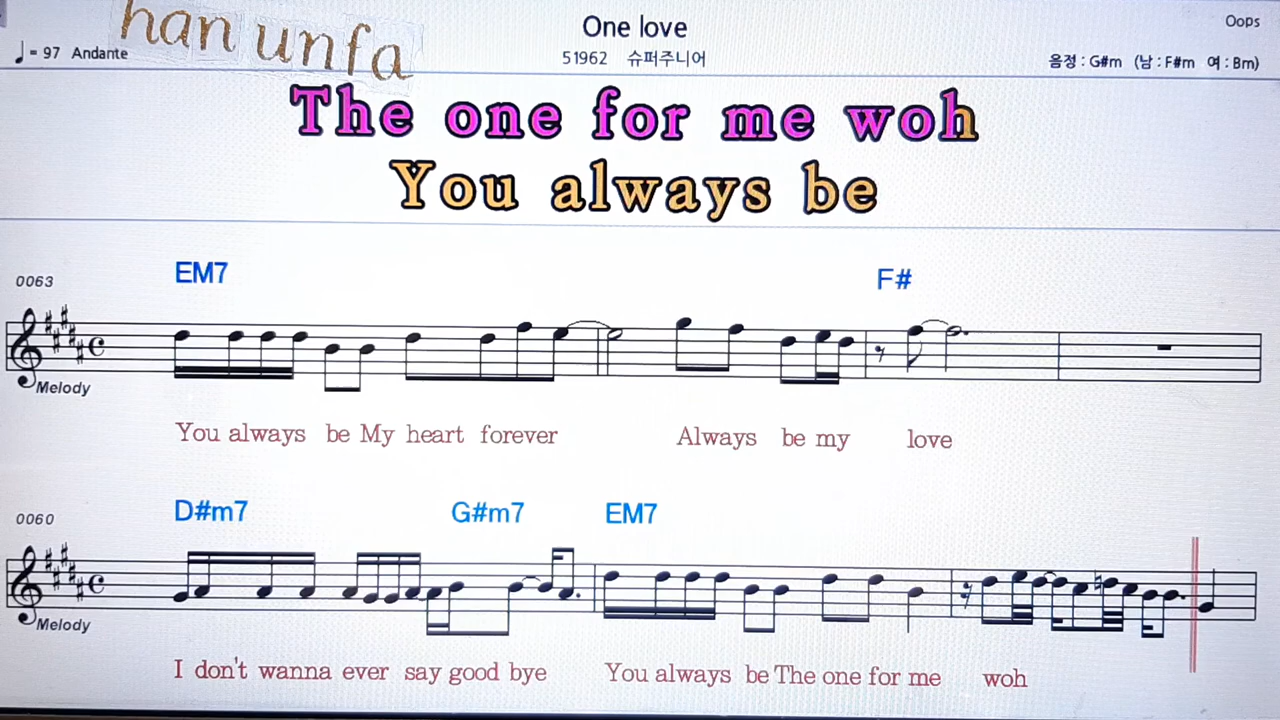 han unfa
One love
Oops
♩= 97 Andante
51962 슈퍼주니어
음정 : G#m (남 : F#m 여 : Bm)
The one for me woh
You always be
0063
EM7
F#
Melody
You always be My heart forever Always be my love
0060
D#m7 G#m7 EM7
Melody
I don't wanna ever say good bye You always be The one for me woh